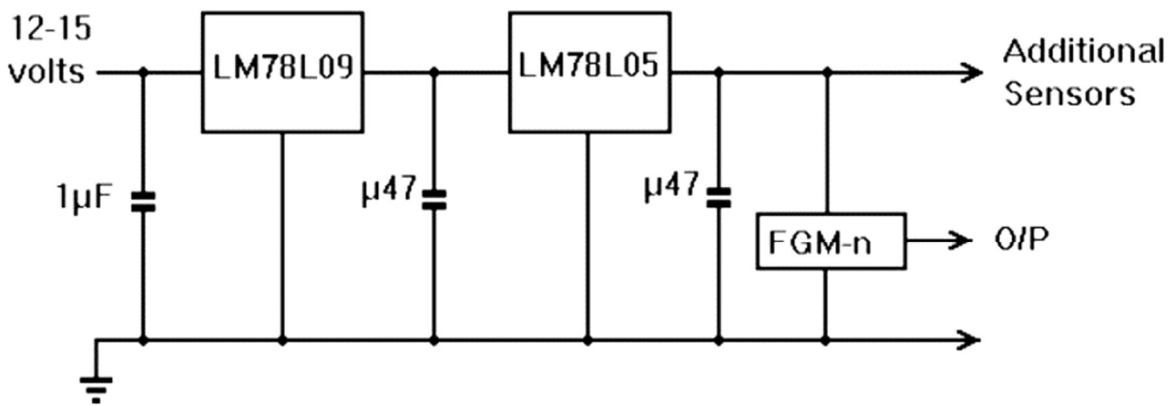 12-15
volts
LM78L09
LM78L05
Additional
Sensors
1µF
µ47
µ47
FGM-n
O/P